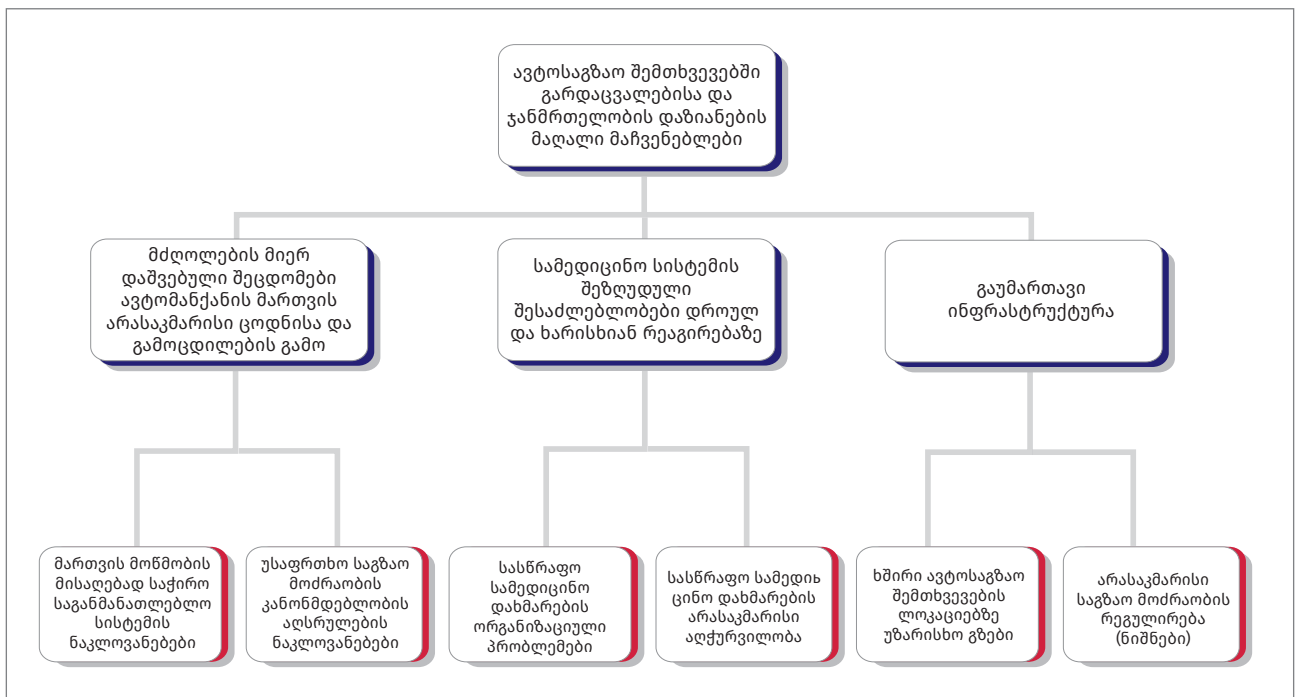 ავტოსაგზაო შემთხვევებში
გარდაცვალებისა და
ჯანმრთელობის დაზიანების
მაღალი მაჩვენებლები
მძღოლების მიერ
დაშვებული შეცდომები
ავტომანქანის მართვის
არასაკმარისი ცოდნისა და
გამოცდილების გამო
სამედიცინო სისტემის
შეზღუდული
შესაძლებლობები დროულ
და ხარისხიან რეაგირებაზე
გაუმართავი
ინფრასტრუქტურა
მართვის მოწმობის
მისაღებად საჭირო
საგანმანათლებლო
სისტემის
ნაკლოვანებები
უსაფრთხო საგზაო
მოძრაობის
კანონმდებლობის
აღსრულების
ნაკლოვანებები
სასწრაფო
სამედიცინო
დახმარების
ორგანიზაციული
პრობლემები
სასწრაფო სამედიь
ცინო დახმარების
არასაკმარისი
აღჭურვილობა
ხშირი ავტოსაგზაო
შემთხვევების
ლოკაციებზე
უხარისხო გზები
არასაკმარისი
საგზაო მოძრაობის
რეგულირება
(ნიშნები)